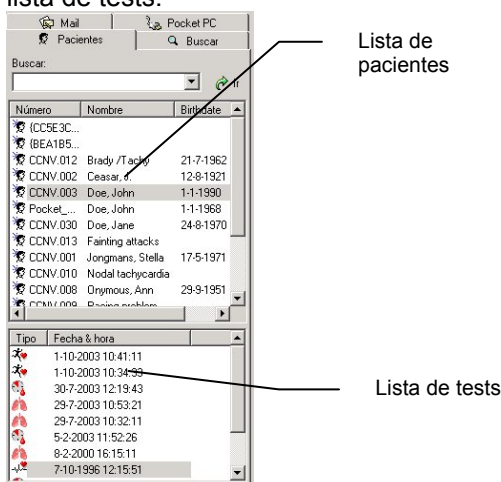 lista de tests.
Mail Pocket PC
Pacientes Buscar
Buscar:
Ir
Número Nombre Birthdate
{CC5E3C...
{BEA1B5...
CCNV.012 Brady /Tachy 21-7-1962
CCNV.002 Ceasar, J. 12-8-1921
CCNV.003 Doe, John 1-1-1990
Pocket_... Doe, John 1-1-1968
CCNV.030 Doe, Jane 24-8-1970
CCNV.013 Fainting attacks
CCNV.001 Jongmans, Stella 17-5-1971
CCNV.010 Nodal tachycardia
CCNV.008 Onymous, Ann 29-9-1951
CCNV.009 Racing problem
Lista de
pacientes
Tipo Fecha & hora
1-10-2003 10:41:11
1-10-2003 10:34:33
30-7-2003 12:19:43
29-7-2003 10:53:21
29-7-2003 10:32:11
5-2-2003 11:52:26
8-2-2000 16:15:11
7-10-1996 12:15:51
Lista de tests